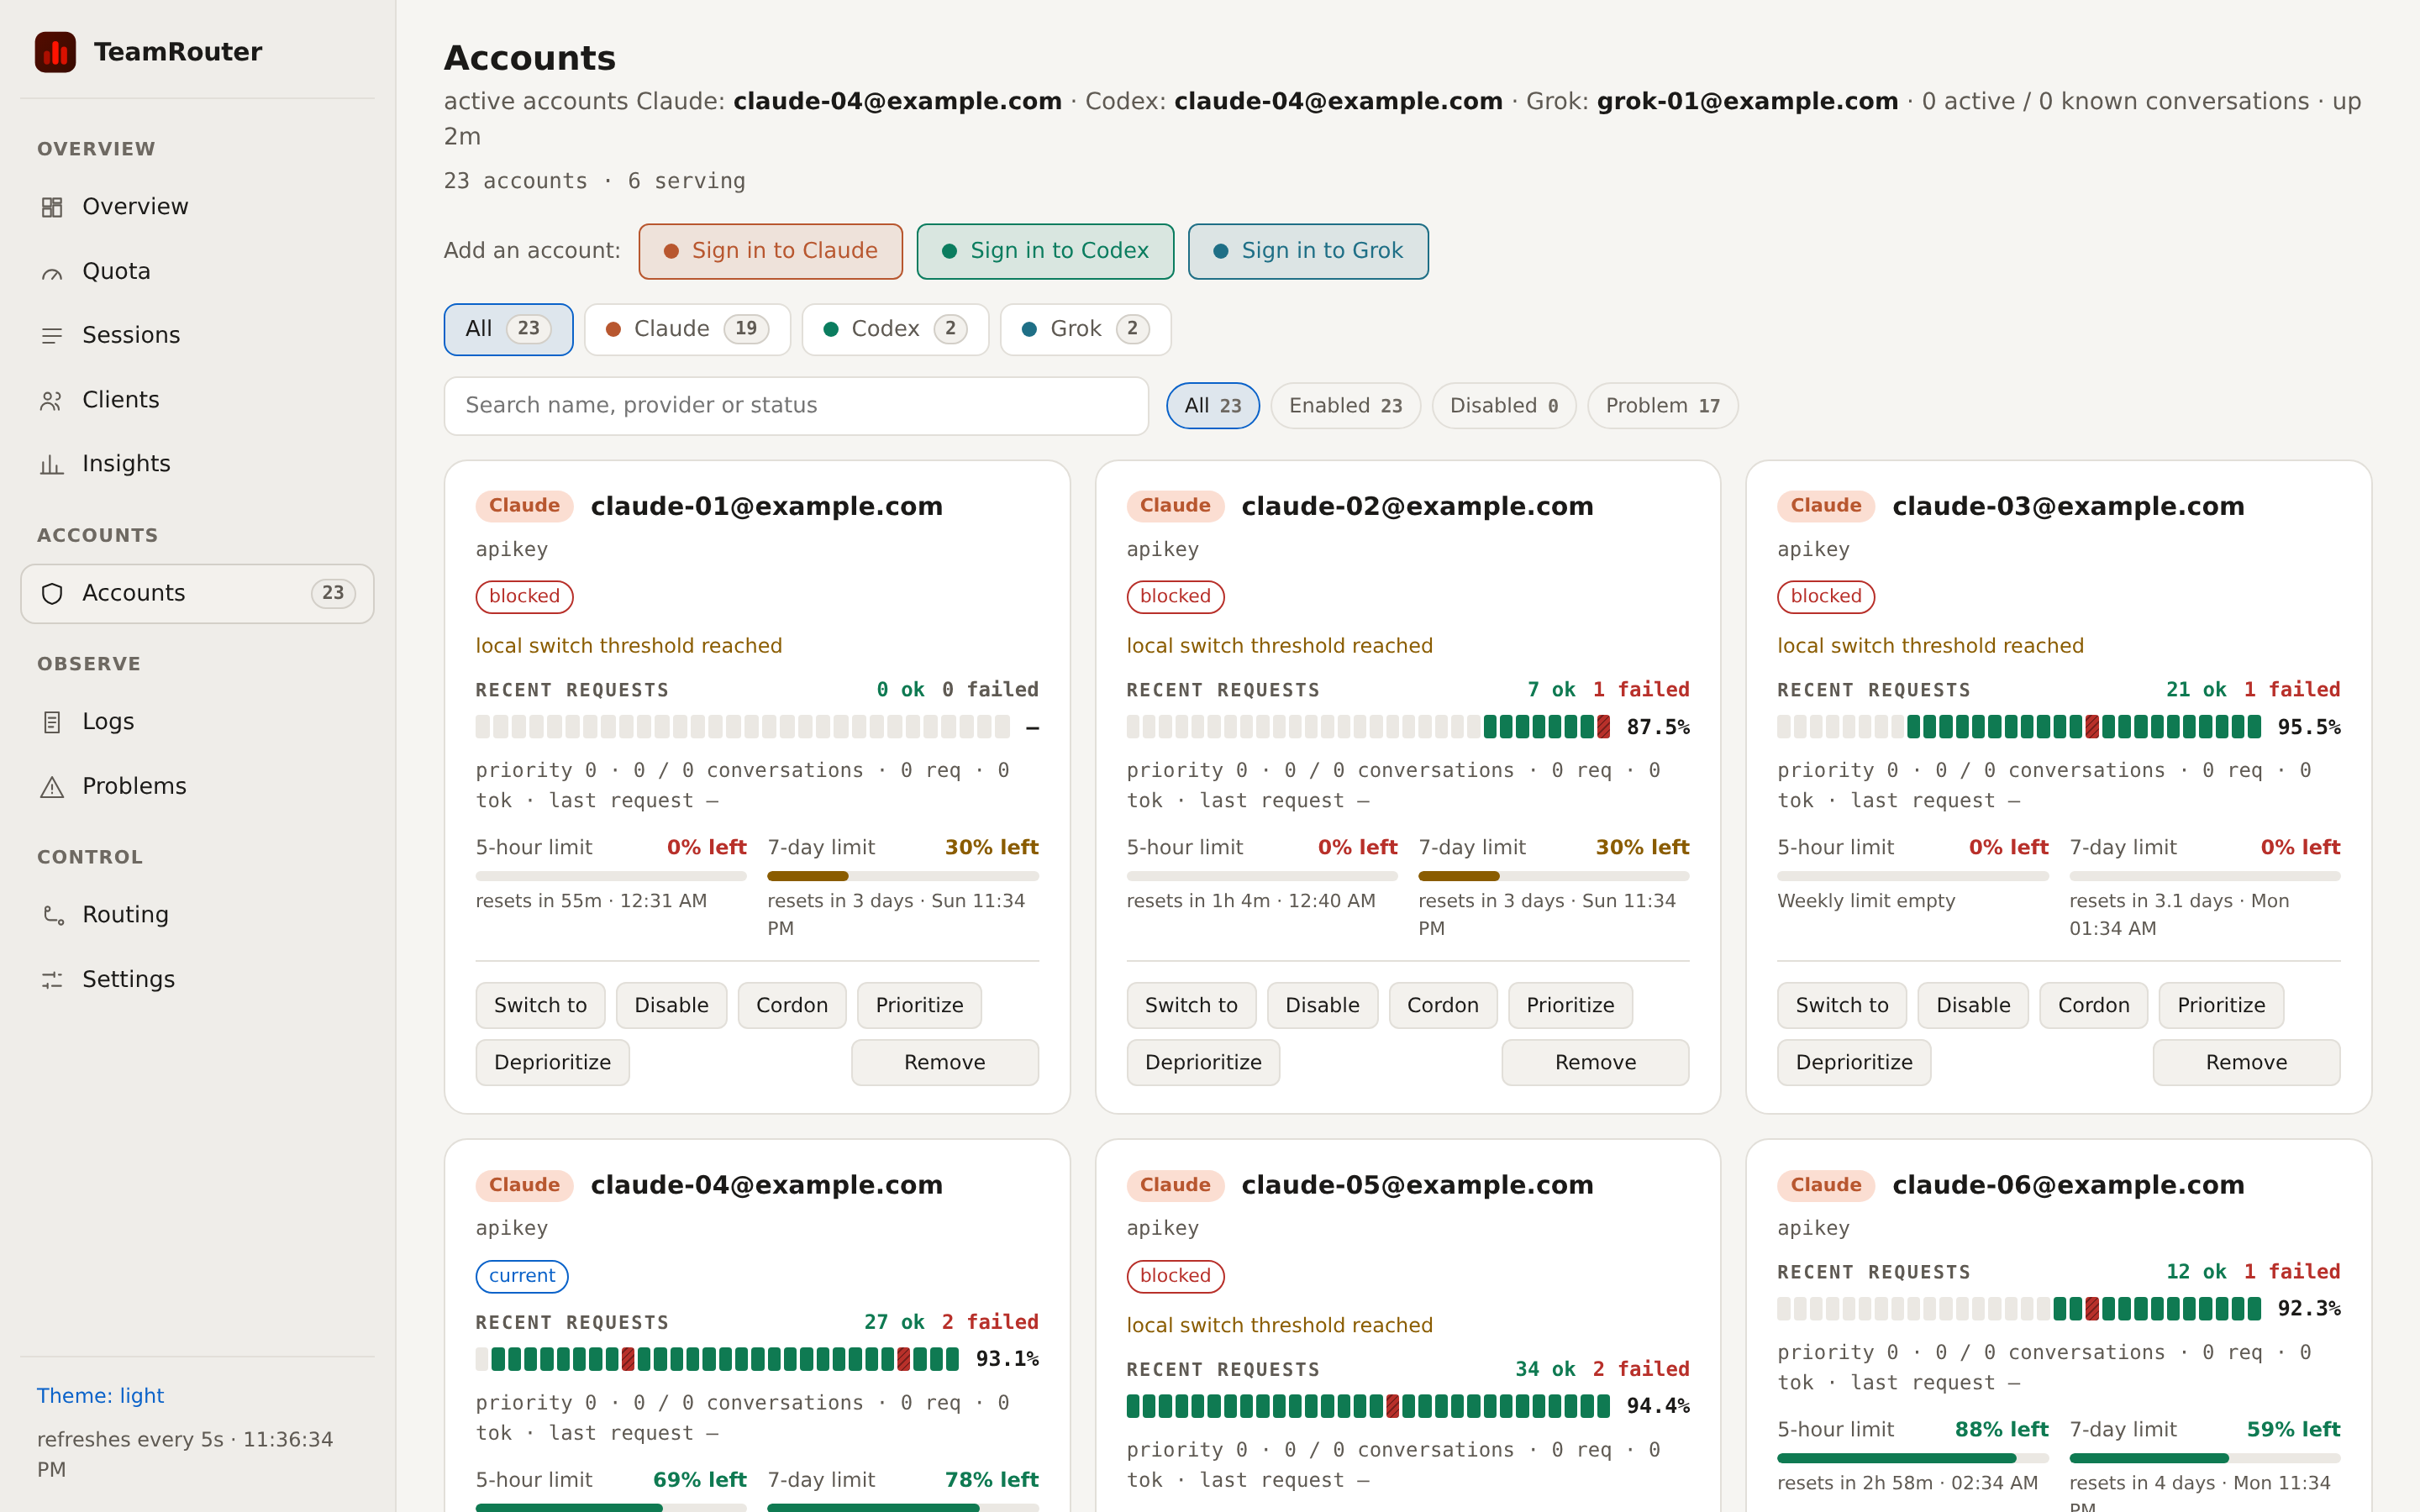 TeamRouter
OVERVIEW
Overview
Quota
Sessions
Clients
Insights
ACCOUNTS
Accounts 23
OBSERVE
Logs
Problems
CONTROL
Routing
Settings
Theme: light
refreshes every 5s · 11:36:34
PM
Accounts
active accounts Claude: claude-04@example.com · Codex: claude-04@example.com · Grok: grok-01@example.com · 0 active / 0 known conversations · up
2m
23 accounts · 6 serving
Add an account: Sign in to Claude Sign in to Codex Sign in to Grok
All 23 Claude 19 Codex 2 Grok 2
Search name, provider or status All 23 Enabled 23 Disabled 0 Problem 17
Claude claude-01@example.com
apikey
blocked
local switch threshold reached
RECENT REQUESTS 0 ok 0 failed
—
priority 0 · 0 / 0 conversations · 0 req · 0
tok · last request —
5-hour limit 0% left 7-day limit 30% left
resets in 55m · 12:31 AM resets in 3 days · Sun 11:34
PM
Switch to Disable Cordon Prioritize
Deprioritize Remove
Claude claude-02@example.com
apikey
blocked
local switch threshold reached
RECENT REQUESTS 7 ok 1 failed
87.5%
priority 0 · 0 / 0 conversations · 0 req · 0
tok · last request —
5-hour limit 0% left 7-day limit 30% left
resets in 1h 4m · 12:40 AM resets in 3 days · Sun 11:34
PM
Switch to Disable Cordon Prioritize
Deprioritize Remove
Claude claude-03@example.com
apikey
blocked
local switch threshold reached
RECENT REQUESTS 21 ok 1 failed
95.5%
priority 0 · 0 / 0 conversations · 0 req · 0
tok · last request —
5-hour limit 0% left 7-day limit 0% left
Weekly limit empty resets in 3.1 days · Mon
01:34 AM
Switch to Disable Cordon Prioritize
Deprioritize Remove
Claude claude-04@example.com
apikey
current
RECENT REQUESTS 27 ok 2 failed
93.1%
priority 0 · 0 / 0 conversations · 0 req · 0
tok · last request —
5-hour limit 69% left 7-day limit 78% left
Claude claude-05@example.com
apikey
blocked
local switch threshold reached
RECENT REQUESTS 34 ok 2 failed
94.4%
priority 0 · 0 / 0 conversations · 0 req · 0
tok · last request —
Claude claude-06@example.com
apikey
RECENT REQUESTS 12 ok 1 failed
92.3%
priority 0 · 0 / 0 conversations · 0 req · 0
tok · last request —
5-hour limit 88% left 7-day limit 59% left
resets in 2h 58m · 02:34 AM resets in 4 days · Mon 11:34
PM